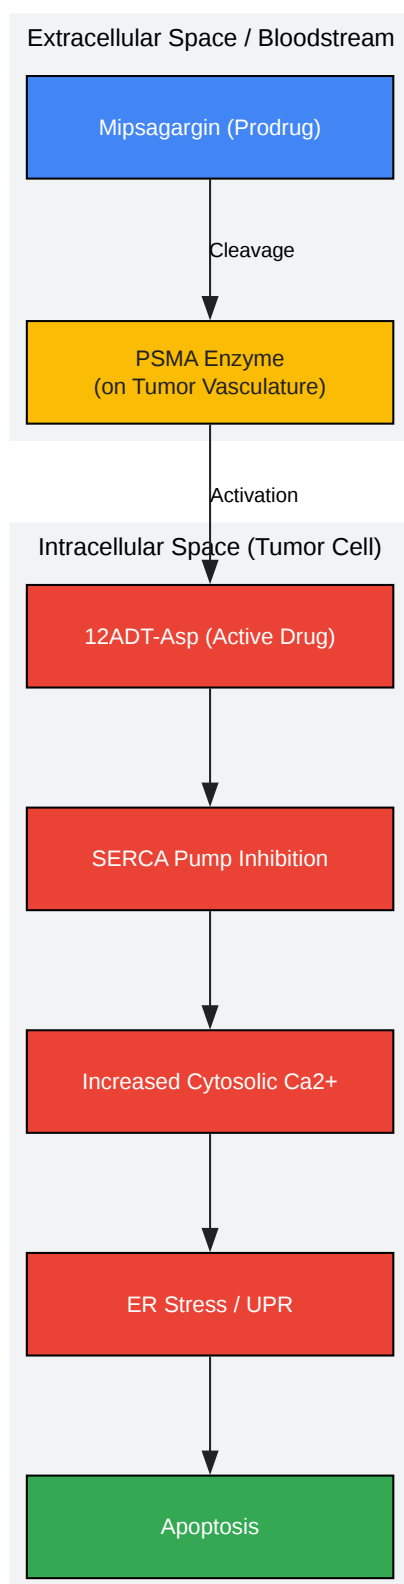 Extracellular Space / Bloodstream
Mipsagargin (Prodrug)
Cleavage
PSMA Enzyme
(on Tumor Vasculature)
Activation
Intracellular Space (Tumor Cell)
12ADT-Asp (Active Drug)
SERCA Pump Inhibition
Increased Cytosolic Ca2+
ER Stress / UPR
Apoptosis